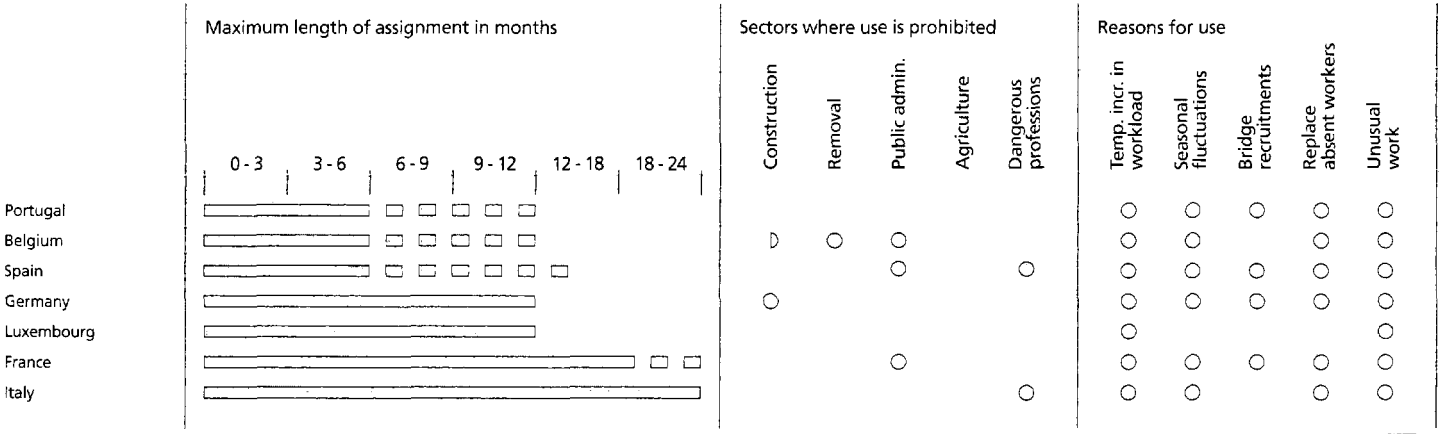 Maximum length of assignment in months
Sectors where use is prohibited
Reasons for use
Construction
Removal
Public admin.
Agriculture
Dangerous
professions
Temp. incr. in
workload
Seasonal
fluctuations
Bridge
recruitments
Replace
absent workers
Unusual
work
0 - 3 3 - 6 6 - 9 9 - 12 12 - 18 18 - 24
Portugal
Belgium
Spain
Germany
Luxembourg
France
Italy